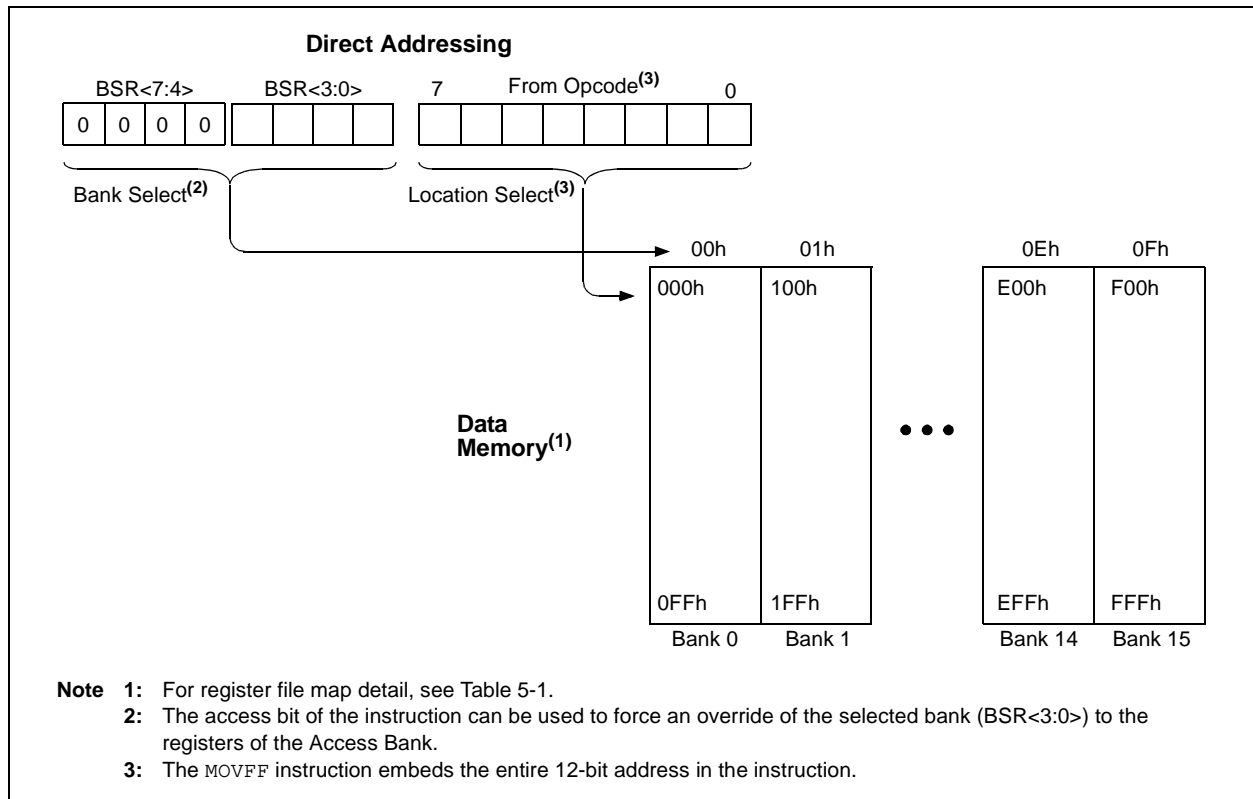 Direct Addressing
BSR<7:4> BSR<3:0> 7 From Opcode(3) 0
0 0 0 0
Bank Select(2) Location Select(3)
00h 01h 0Eh 0Fh
000h 100h E00h F00h
Data
Memory(1)
0FFh 1FFh EFFh FFFh
Bank 0 Bank 1 Bank 14 Bank 15
Note 1: For register file map detail, see Table 5-1.
2: The access bit of the instruction can be used to force an override of the selected bank (BSR<3:0>) to the
registers of the Access Bank.
3: The MOVFF instruction embeds the entire 12-bit address in the instruction.